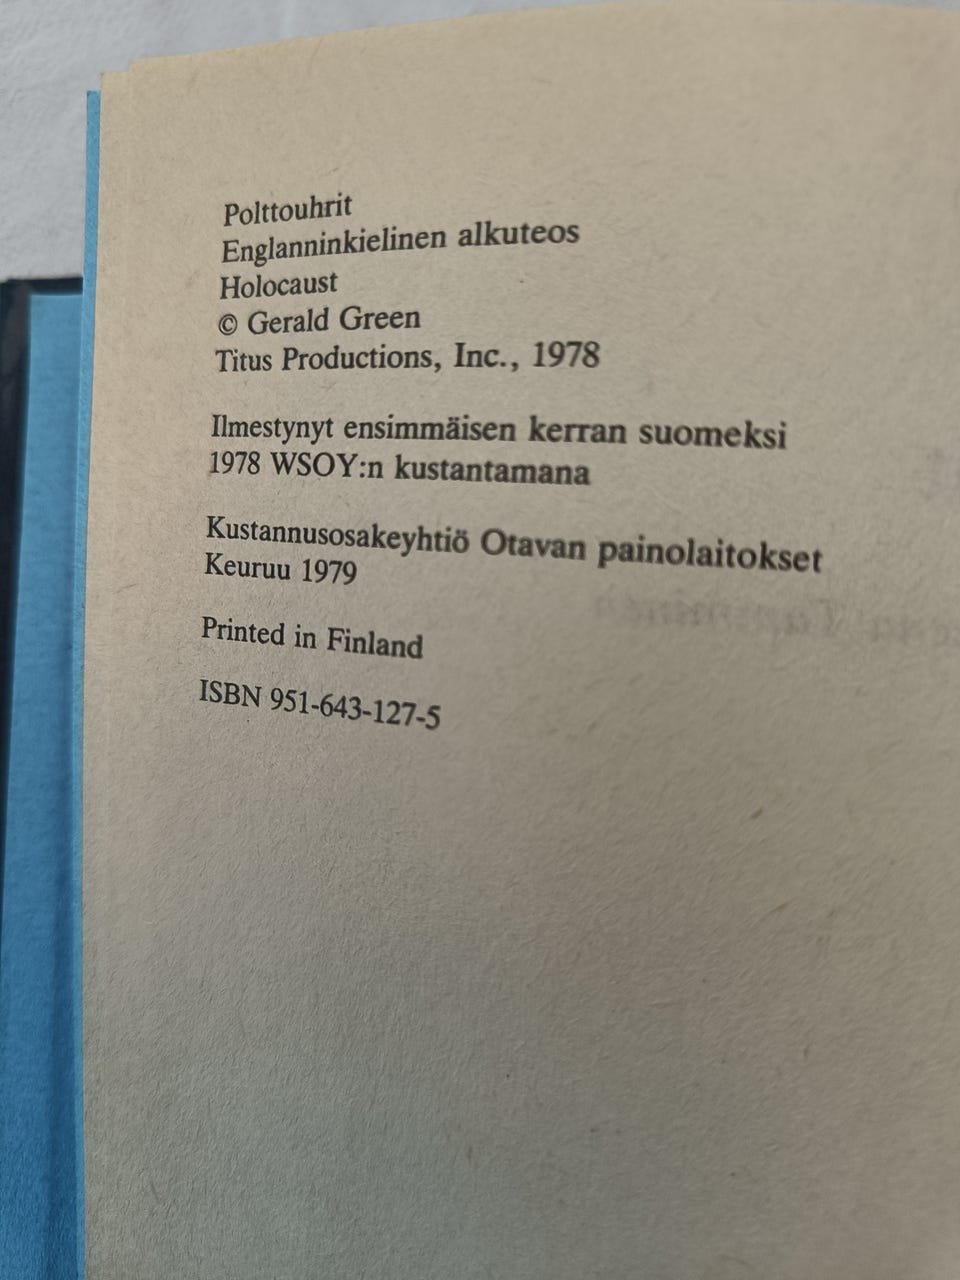 Polttouhrit
Englanninkielinen alkuteos
Holocaust
© Gerald Green
Titus Productions, Inc., 1978
Ilmestynyt ensimmäisen kerran suomeksi
1978 WSOY:n kustantamana
Kustannusosakeyhtiö Otavan painolaitokset
Keuruu 1979
Printed in Finland
ISBN 951-643-127-5